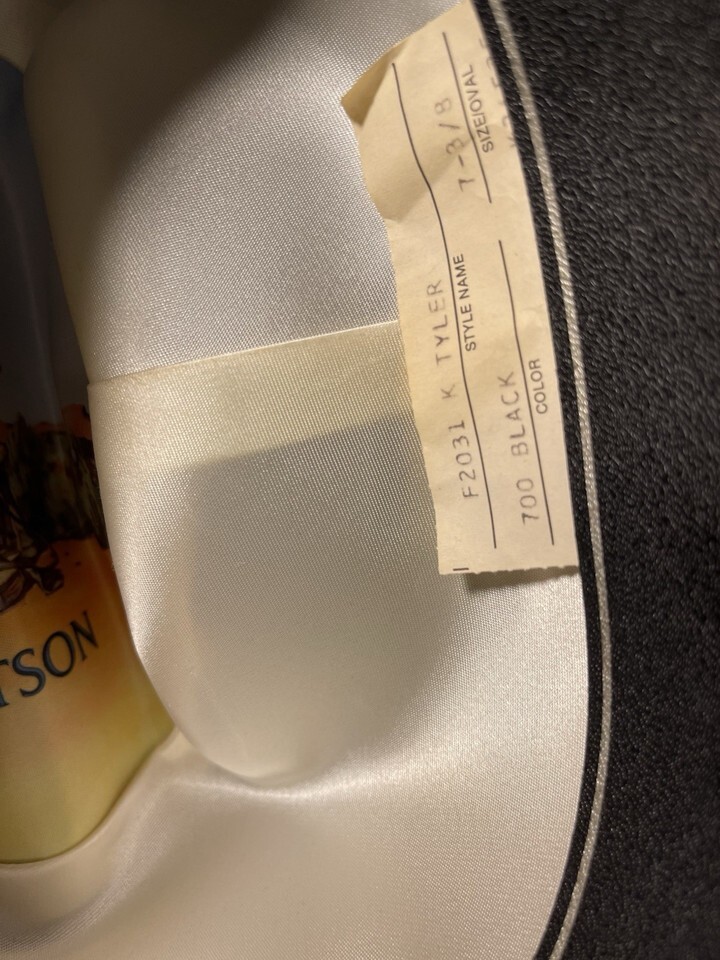 F2031 K TYLER 7-3/8
STYLE NAME SIZE/OVAL
700 BLACK
COLOR
TSON